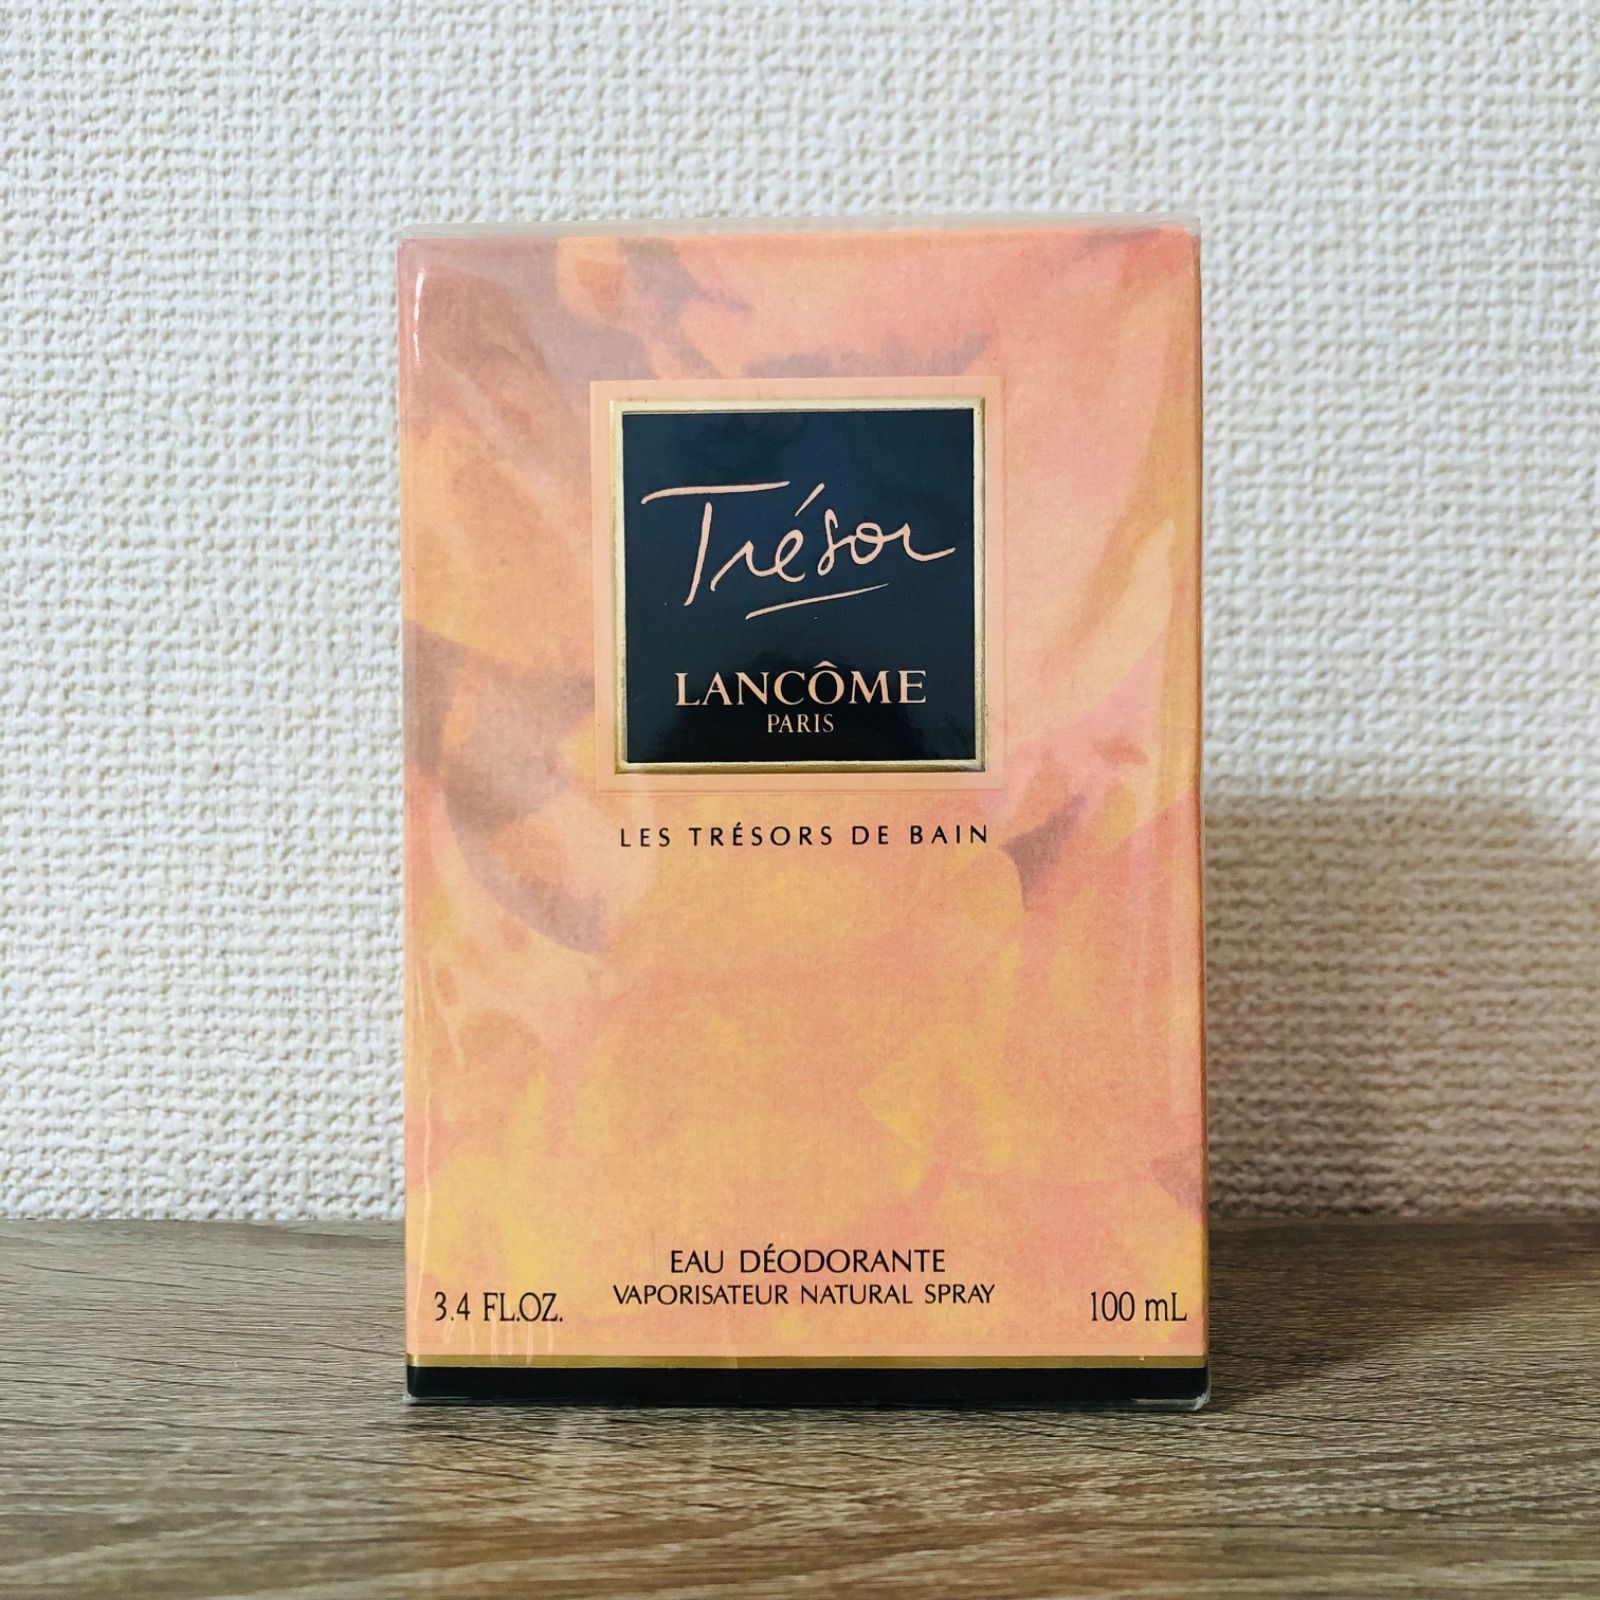 Trésor
LANCÔME
PARIS
LES TRÉSORS DE BAIN
EAU DÉODORANTE
VAPORISATEUR NATURAL SPRAY
3.4 FL.OZ.
100 mL